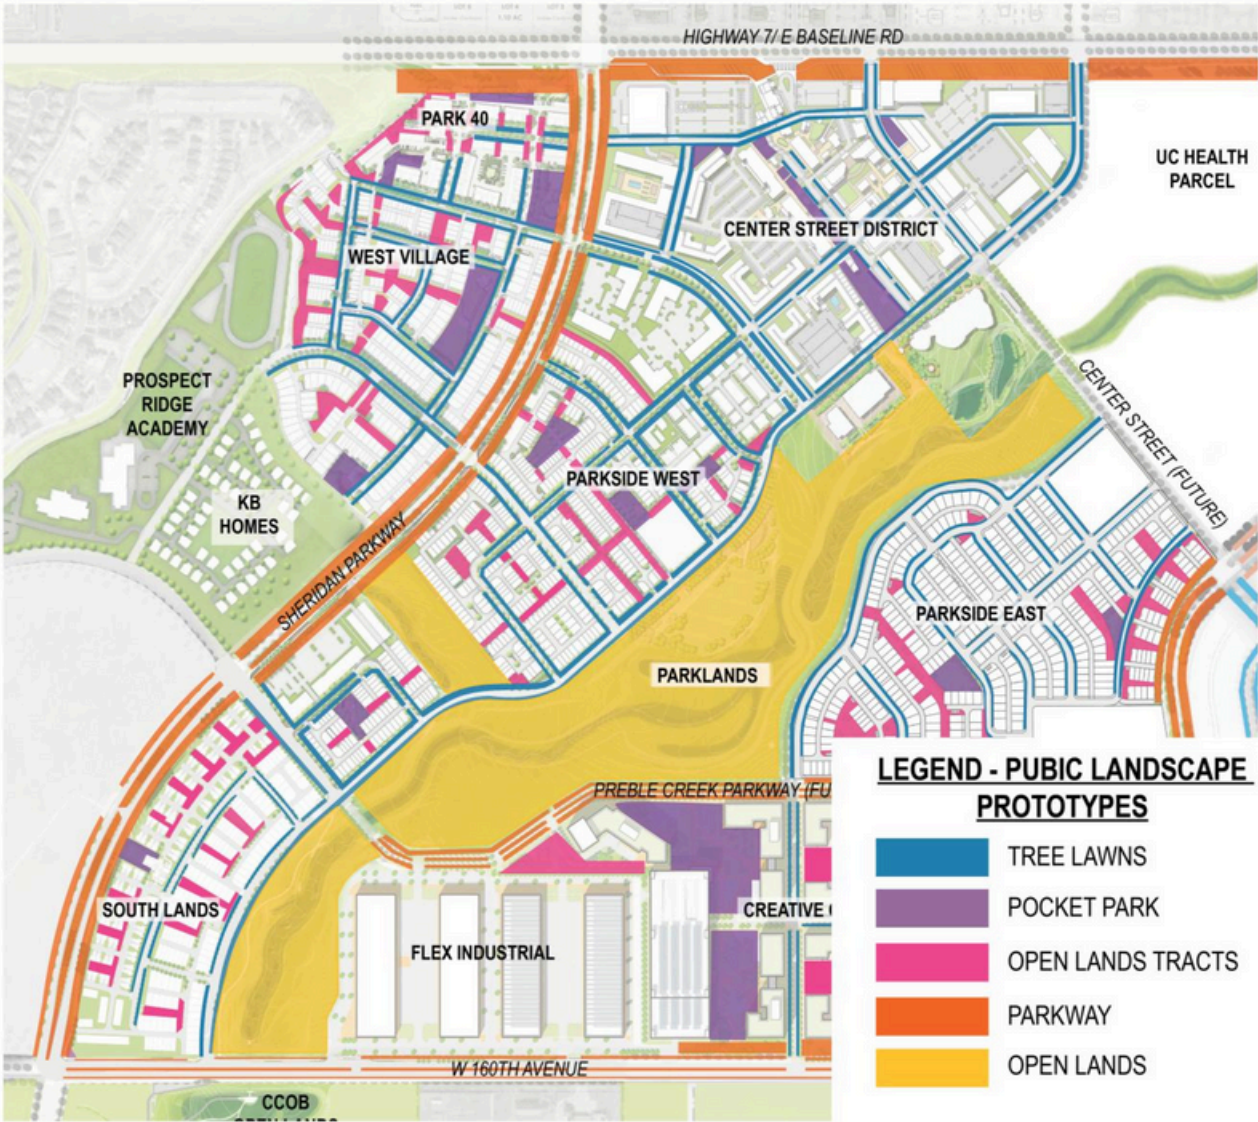 HIGHWAY 7/ E BASELINE RD
PARK 40
UC HEALTH
PARCEL
CENTER STREET DISTRICT
WEST VILLAGE
PROSPECT
RIDGE
ACADEMY
CENTER STREET (FUTURE)
PARKSIDE WEST
KB
HOMES
SHERIDAN PARKWAY
PARKSIDE EAST
PARKLANDS
PREBLE CREEK PARKWAY (FU
SOUTH LANDS
CREATIVE
FLEX INDUSTRIAL
W 160TH AVENUE
CCOB
LEGEND - PUBIC LANDSCAPE
PROTOTYPES
TREE LAWNS
POCKET PARK
OPEN LANDS TRACTS
PARKWAY
OPEN LANDS